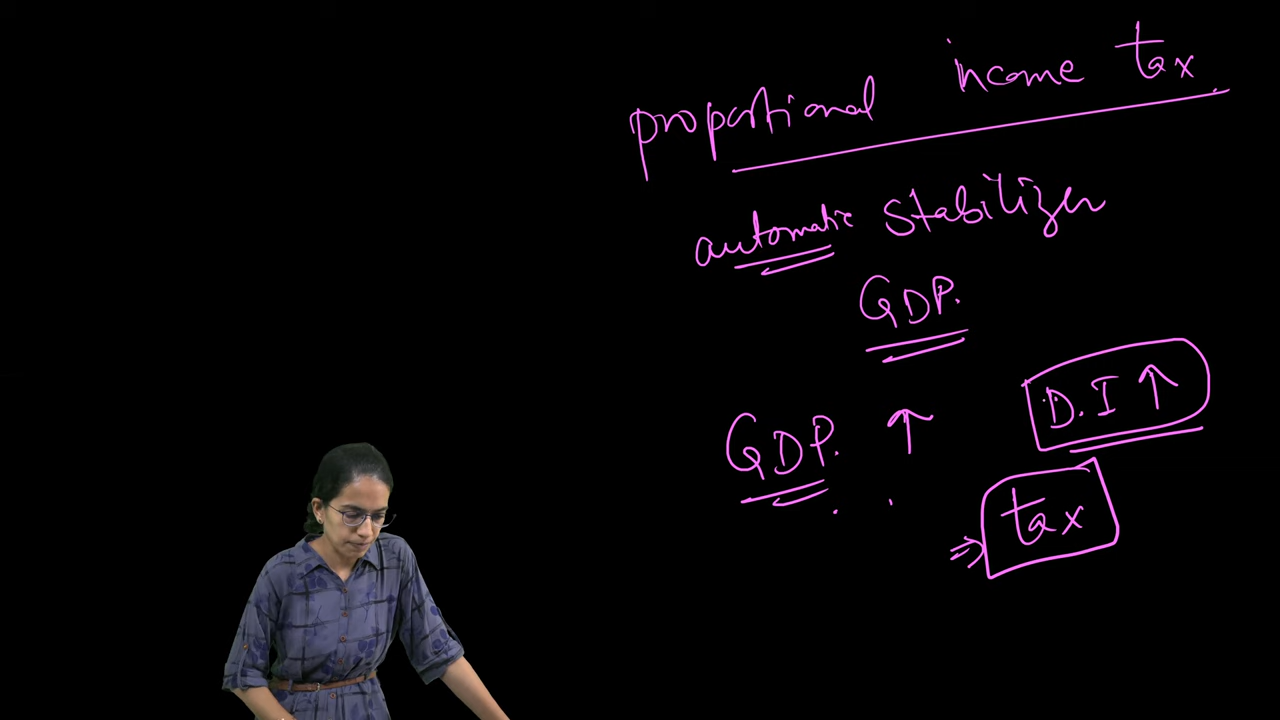 proportional income tax
automatic stabilizer
GDP.
GDP. ↑ D.I ↑
⇒ tax